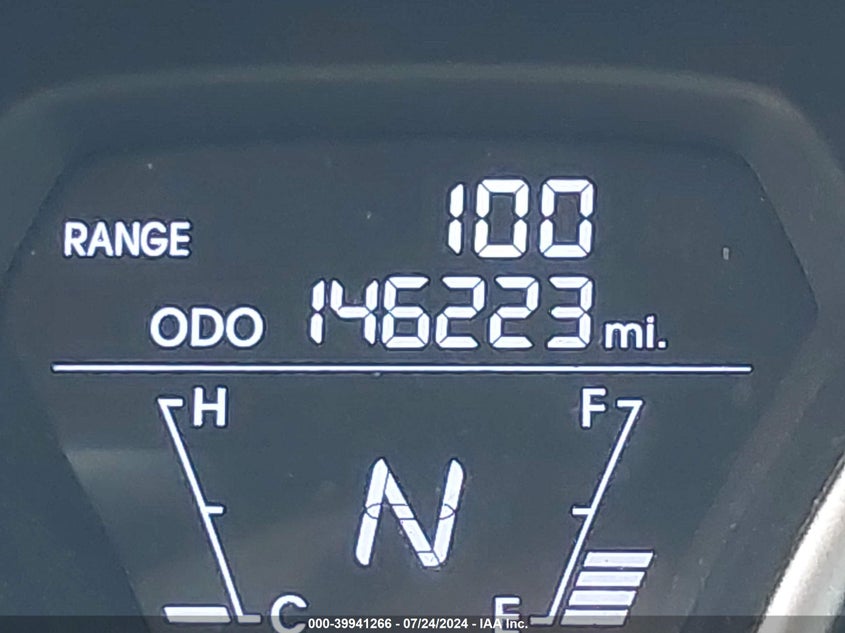 RANGE 100
ODO 146223 mi.
H F
N
C E
000-39941266 - 07/24/2024 - IAA Inc.